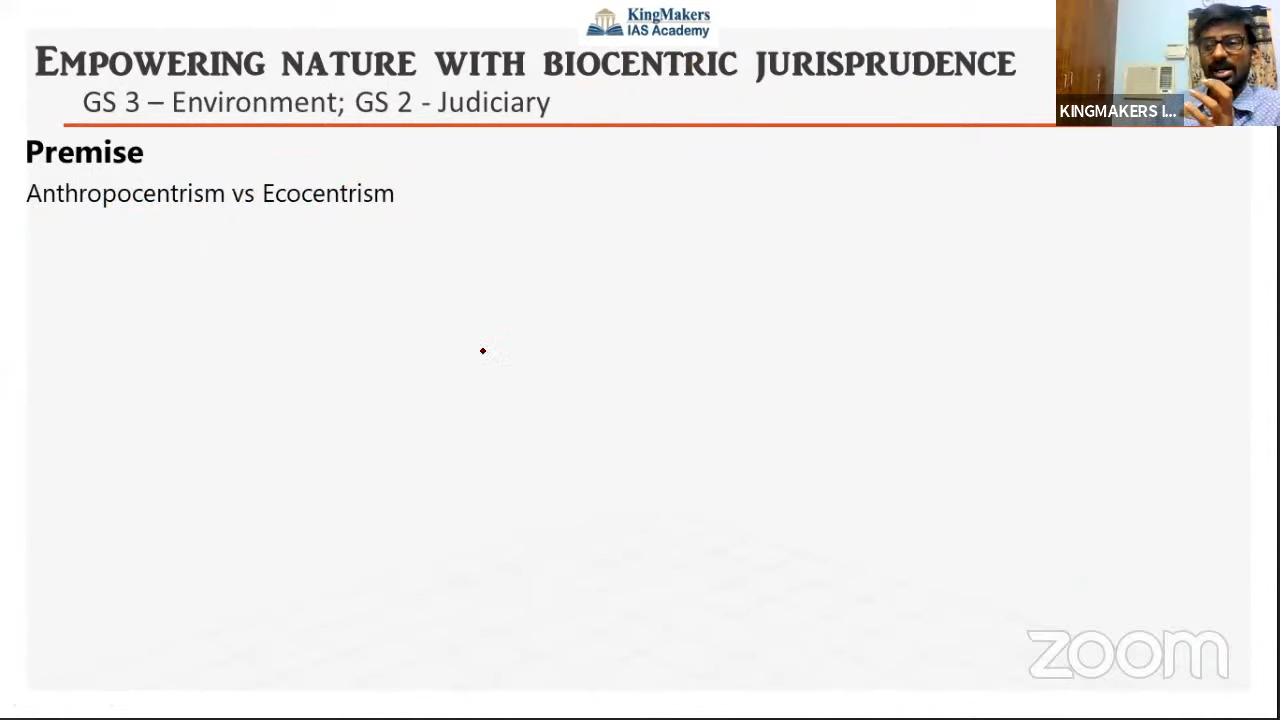 KingMakers
IAS Academy
EMPOWERING NATURE WITH BIOCENTRIC JURISPRUDENCE
GS 3 – Environment; GS 2 - Judiciary
KINGMAKERS I...
Premise
Anthropocentrism vs Ecocentrism
zoom